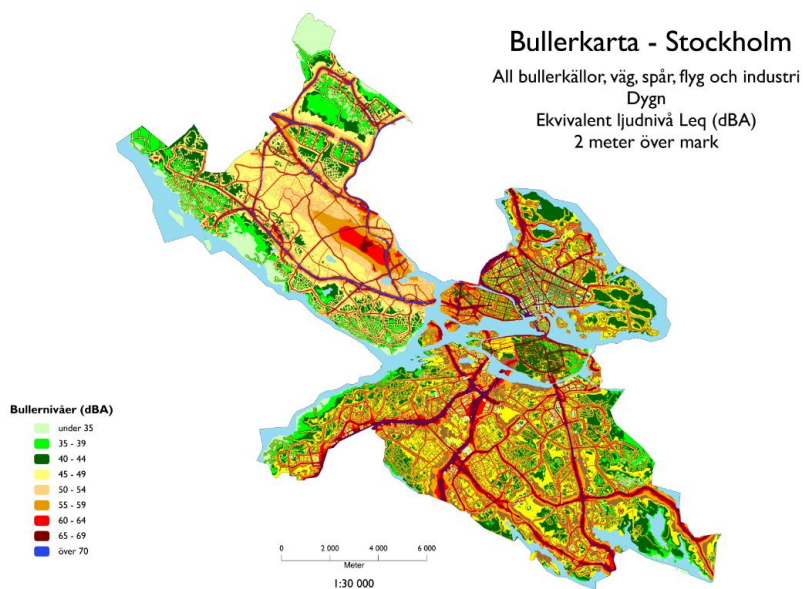 Bullerkarta - Stockholm
All bullerkällor, väg, spår, flyg och industri
Dygn
Ekvivalent ljudnivå Leq (dBA)
2 meter över mark
Bullernivåer (dBA)
under 35
35 - 39
40 - 44
45 - 49
50 - 54
55 - 59
60 - 64
65 - 69
över 70
0 2 000 4 000 6 000
Meter
1:30 000